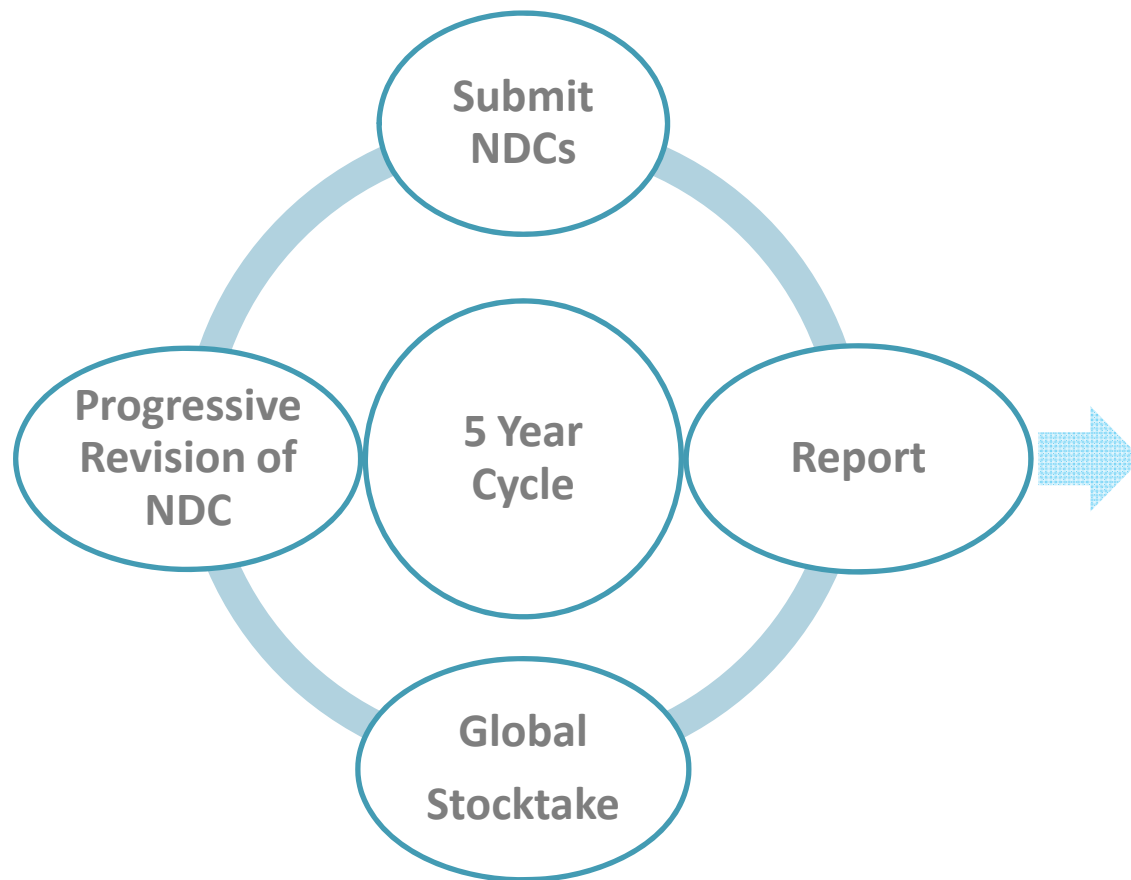 Submit
NDCs
Progressive
Revision of
NDC
5 Year
Cycle
Report
Global
Stocktake